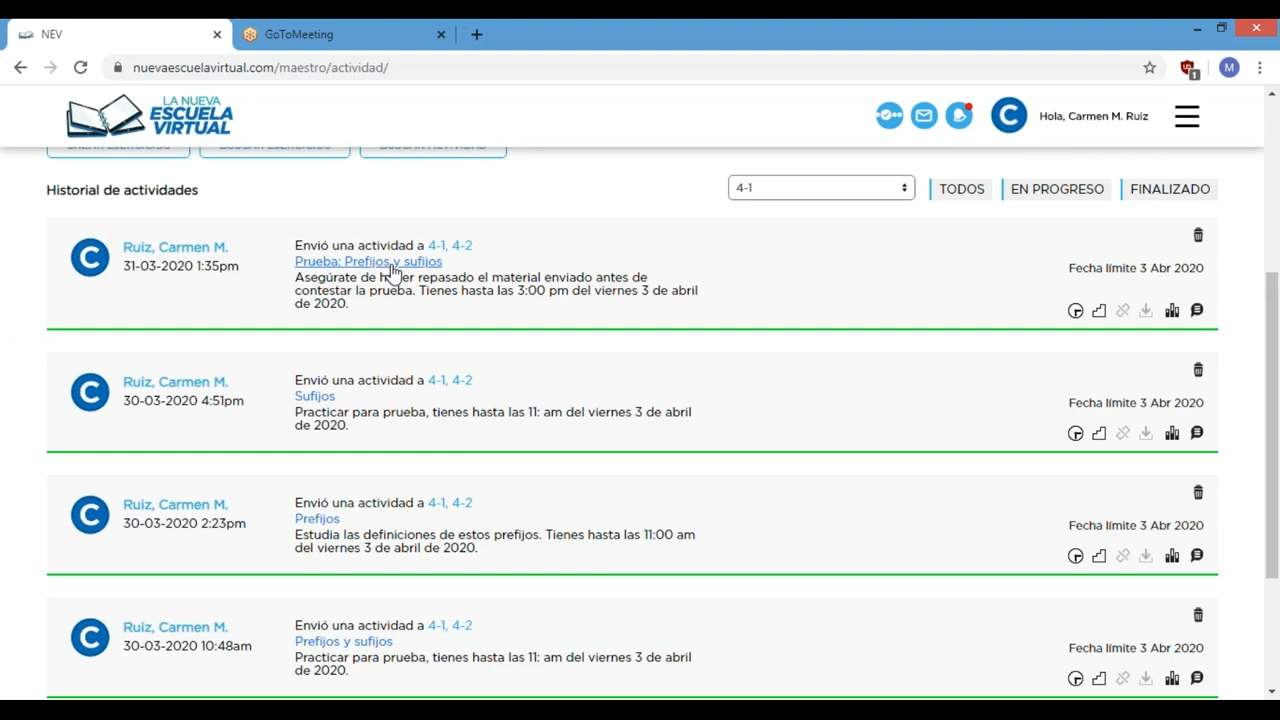 NEV
GoToMeeting
nuevaescuelavirtual.com/maestro/actividad/
1
M
LA NUEVA
ESCUELA
VIRTUAL
C
Hola, Carmen M. Ruiz
Historial de actividades
4-1
TODOS
EN PROGRESO
FINALIZADO
C
Ruiz, Carmen M.
31-03-2020 1:35pm
Envió una actividad a 4-1, 4-2
Prueba: Prefijos y sufijos
Asegúrate de haber repasado el material enviado antes de
contestar la prueba. Tienes hasta las 3:00 pm del viernes 3 de abril
de 2020.
Fecha límite 3 Abr 2020
C
Ruiz, Carmen M.
30-03-2020 4:51pm
Envió una actividad a 4-1, 4-2
Sufijos
Practicar para prueba, tienes hasta las 11: am del viernes 3 de abril
de 2020.
Fecha límite 3 Abr 2020
C
Ruiz, Carmen M.
30-03-2020 2:23pm
Envió una actividad a 4-1, 4-2
Prefijos
Estudia las definiciones de estos prefijos. Tienes hasta las 11:00 am
del viernes 3 de abril de 2020.
Fecha límite 3 Abr 2020
C
Ruiz, Carmen M.
30-03-2020 10:48am
Envió una actividad a 4-1, 4-2
Prefijos y sufijos
Practicar para prueba, tienes hasta las 11: am del viernes 3 de abril
de 2020.
Fecha límite 3 Abr 2020